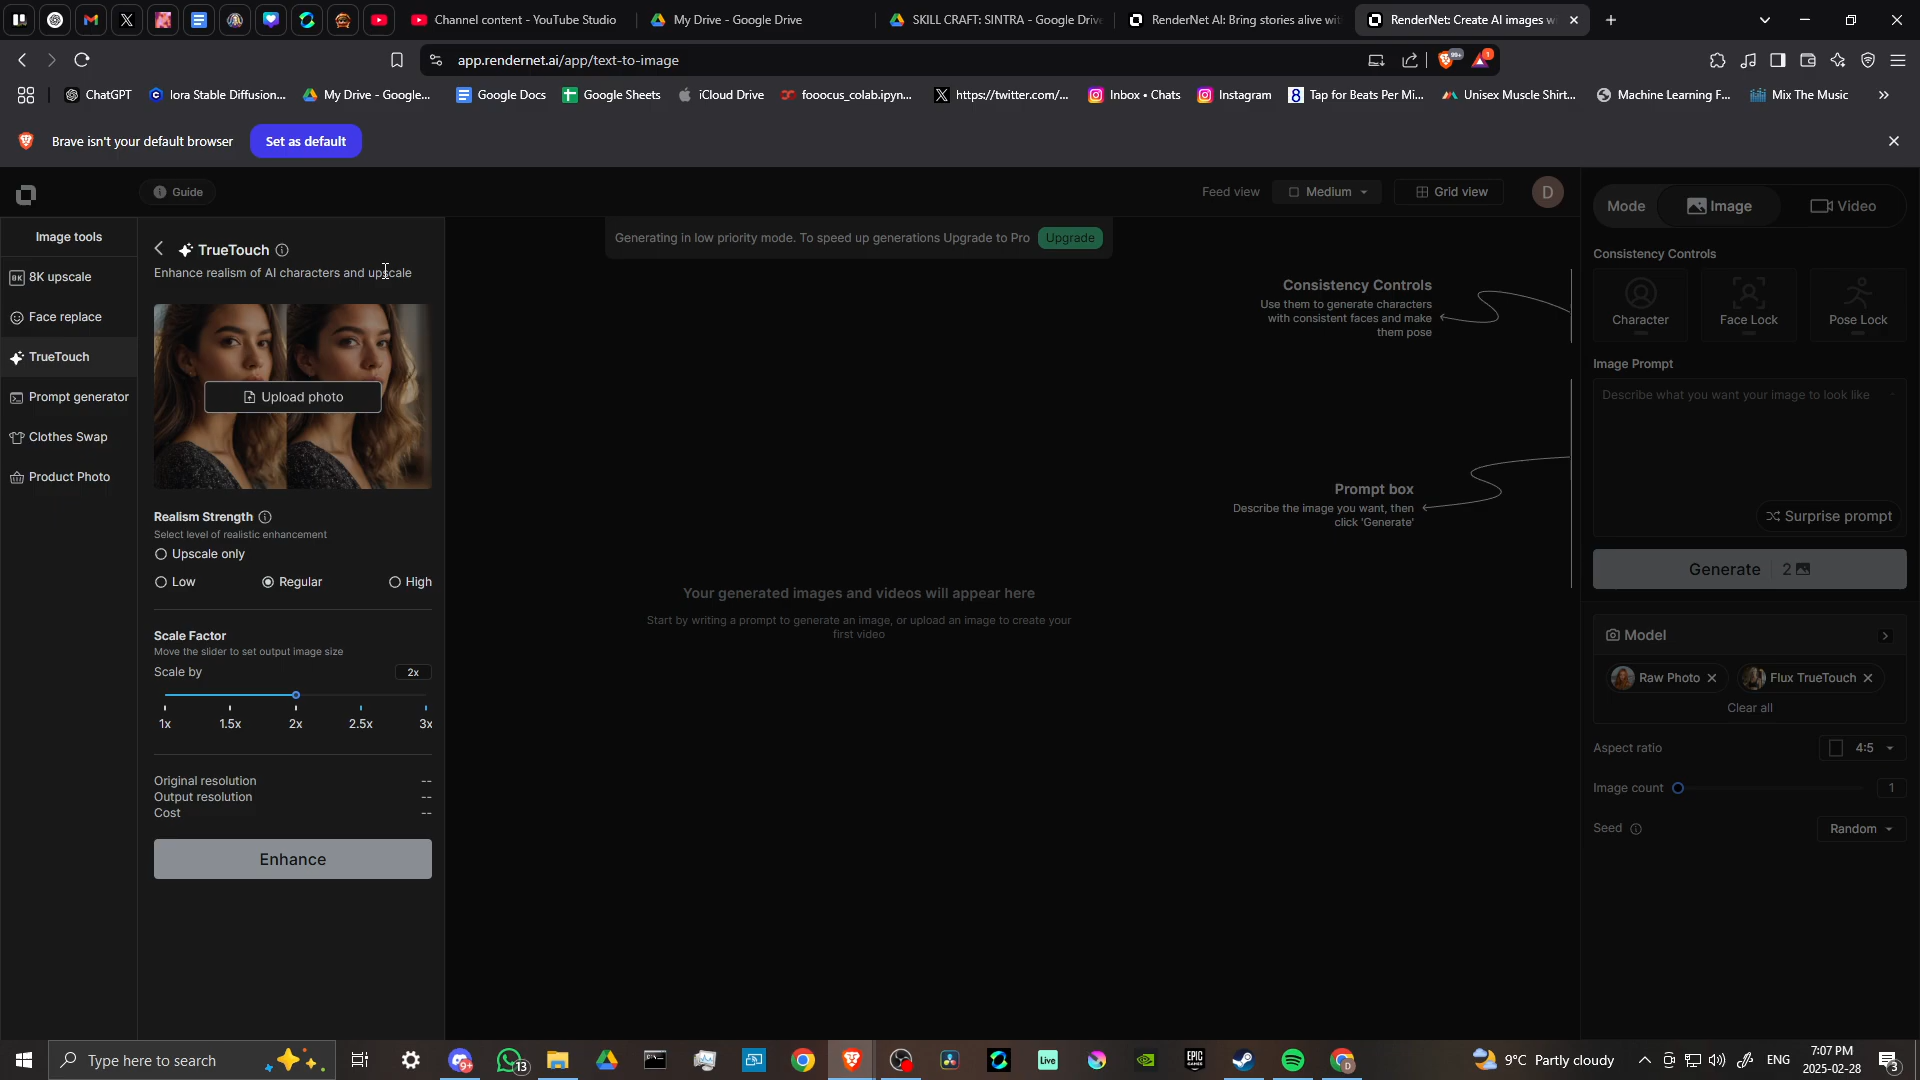 Channel content - YouTube Studio
My Drive - Google Drive
SKILL CRAFT: SINTRA - Google Drive
RenderNet AI: Bring stories alive wit
RenderNet: Create AI images w
app.rendernet.ai/app/text-to-image
99+
1
ChatGPT
lora Stable Diffusion...
My Drive - Google...
Google Docs
Google Sheets
iCloud Drive
fooocus_colab.ipyn...
https://twitter.com/...
Inbox • Chats
Instagram
Tap for Beats Per Mi...
Unisex Muscle Shirt...
Machine Learning F...
Mix The Music
Brave isn't your default browser
Set as default
Guide
Feed view
Medium
Grid view
D
Mode
Image
Video
Image tools
8K upscale
Face replace
TrueTouch
Prompt generator
Clothes Swap
Product Photo
TrueTouch
Enhance realism of AI characters and upscale
Upload photo
Realism Strength
Select level of realistic enhancement
Upscale only
Low
Regular
High
Scale Factor
Move the slider to set output image size
Scale by
2x
1x
1.5x
2x
2.5x
3x
Original resolution --
Output resolution --
Cost --
Enhance
Generating in low priority mode. To speed up generations Upgrade to Pro
Upgrade
Consistency Controls
Use them to generate characters
with consistent faces and make
them pose
Prompt box
Describe the image you want, then
click 'Generate'
Your generated images and videos will appear here
Start by writing a prompt to generate an image, or upload an image to create your
first video
Consistency Controls
Character
Face Lock
Pose Lock
Image Prompt
Describe what you want your image to look like
Surprise prompt
Generate
2
Model
Raw Photo
Flux TrueTouch
Clear all
Aspect ratio
4:5
Image count
1
Seed
Random
Type here to search
9+
13
Live
EPIC
GAMES
9°C Partly cloudy
ENG
7:07 PM
2025-02-28
3